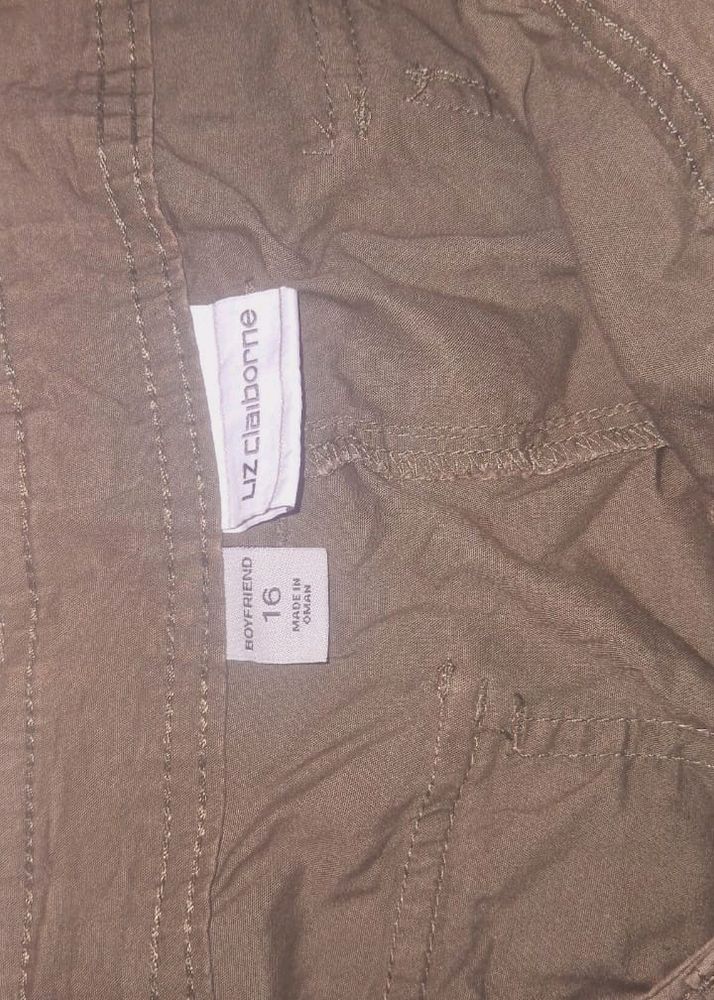 LIZ claiborne
BOYFRIEND
16
MADE IN
OMAN